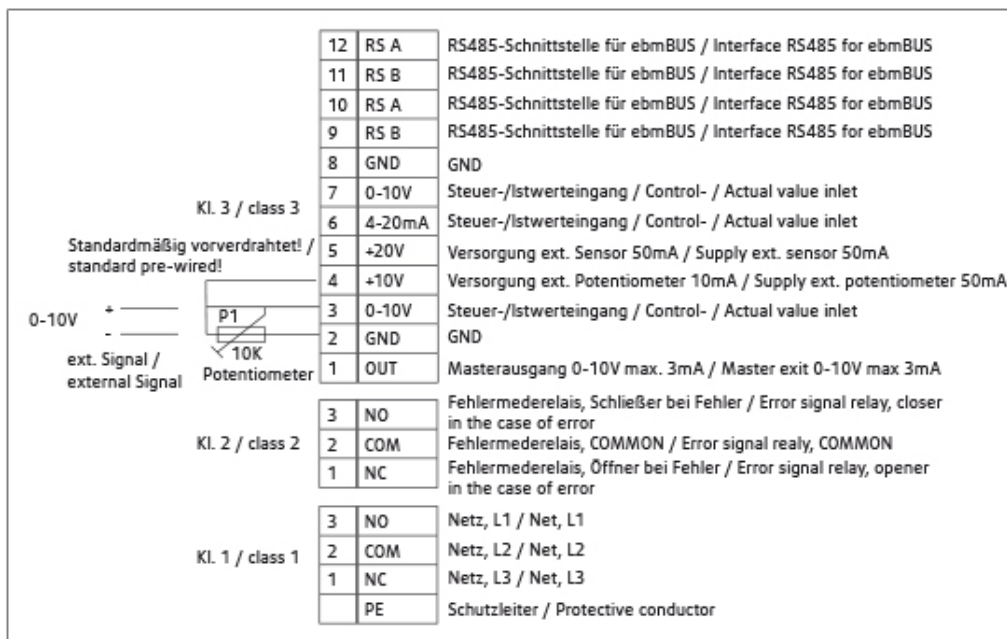 12 RS A RS485-Schnittstelle für ebmBUS / Interface RS485 for ebmBUS
11 RS B RS485-Schnittstelle für ebmBUS / Interface RS485 for ebmBUS
10 RS A RS485-Schnittstelle für ebmBUS / Interface RS485 for ebmBUS
9 RS B RS485-Schnittstelle für ebmBUS / Interface RS485 for ebmBUS
8 GND GND
Kl. 3 / class 3
7 0-10V Steuer-/Istwerteingang / Control- / Actual value inlet
6 4-20mA Steuer-/Istwerteingang / Control- / Actual value inlet
Standardmäßig vorverdrahtet! /
standard pre-wired!
5 +20V Versorgung ext. Sensor 50mA / Supply ext. sensor 50mA
4 +10V Versorgung ext. Potentiometer 10mA / Supply ext. potentiometer 50mA
0-10V + -
ext. Signal /
external Signal
P1
10K
Potentiometer
3 0-10V Steuer-/Istwerteingang / Control- / Actual value inlet
2 GND GND
1 OUT Masterausgang 0-10V max. 3mA / Master exit 0-10V max 3mA
Kl. 2 / class 2
3 NO Fehlermederelais, Schließer bei Fehler / Error signal relay, closer
in the case of error
2 COM Fehlermederelais, COMMON / Error signal realy, COMMON
1 NC Fehlermederelais, Öffner bei Fehler / Error signal relay, opener
in the case of error
Kl. 1 / class 1
3 NO Netz, L1 / Net, L1
2 COM Netz, L2 / Net, L2
1 NC Netz, L3 / Net, L3
PE Schutzleiter / Protective conductor